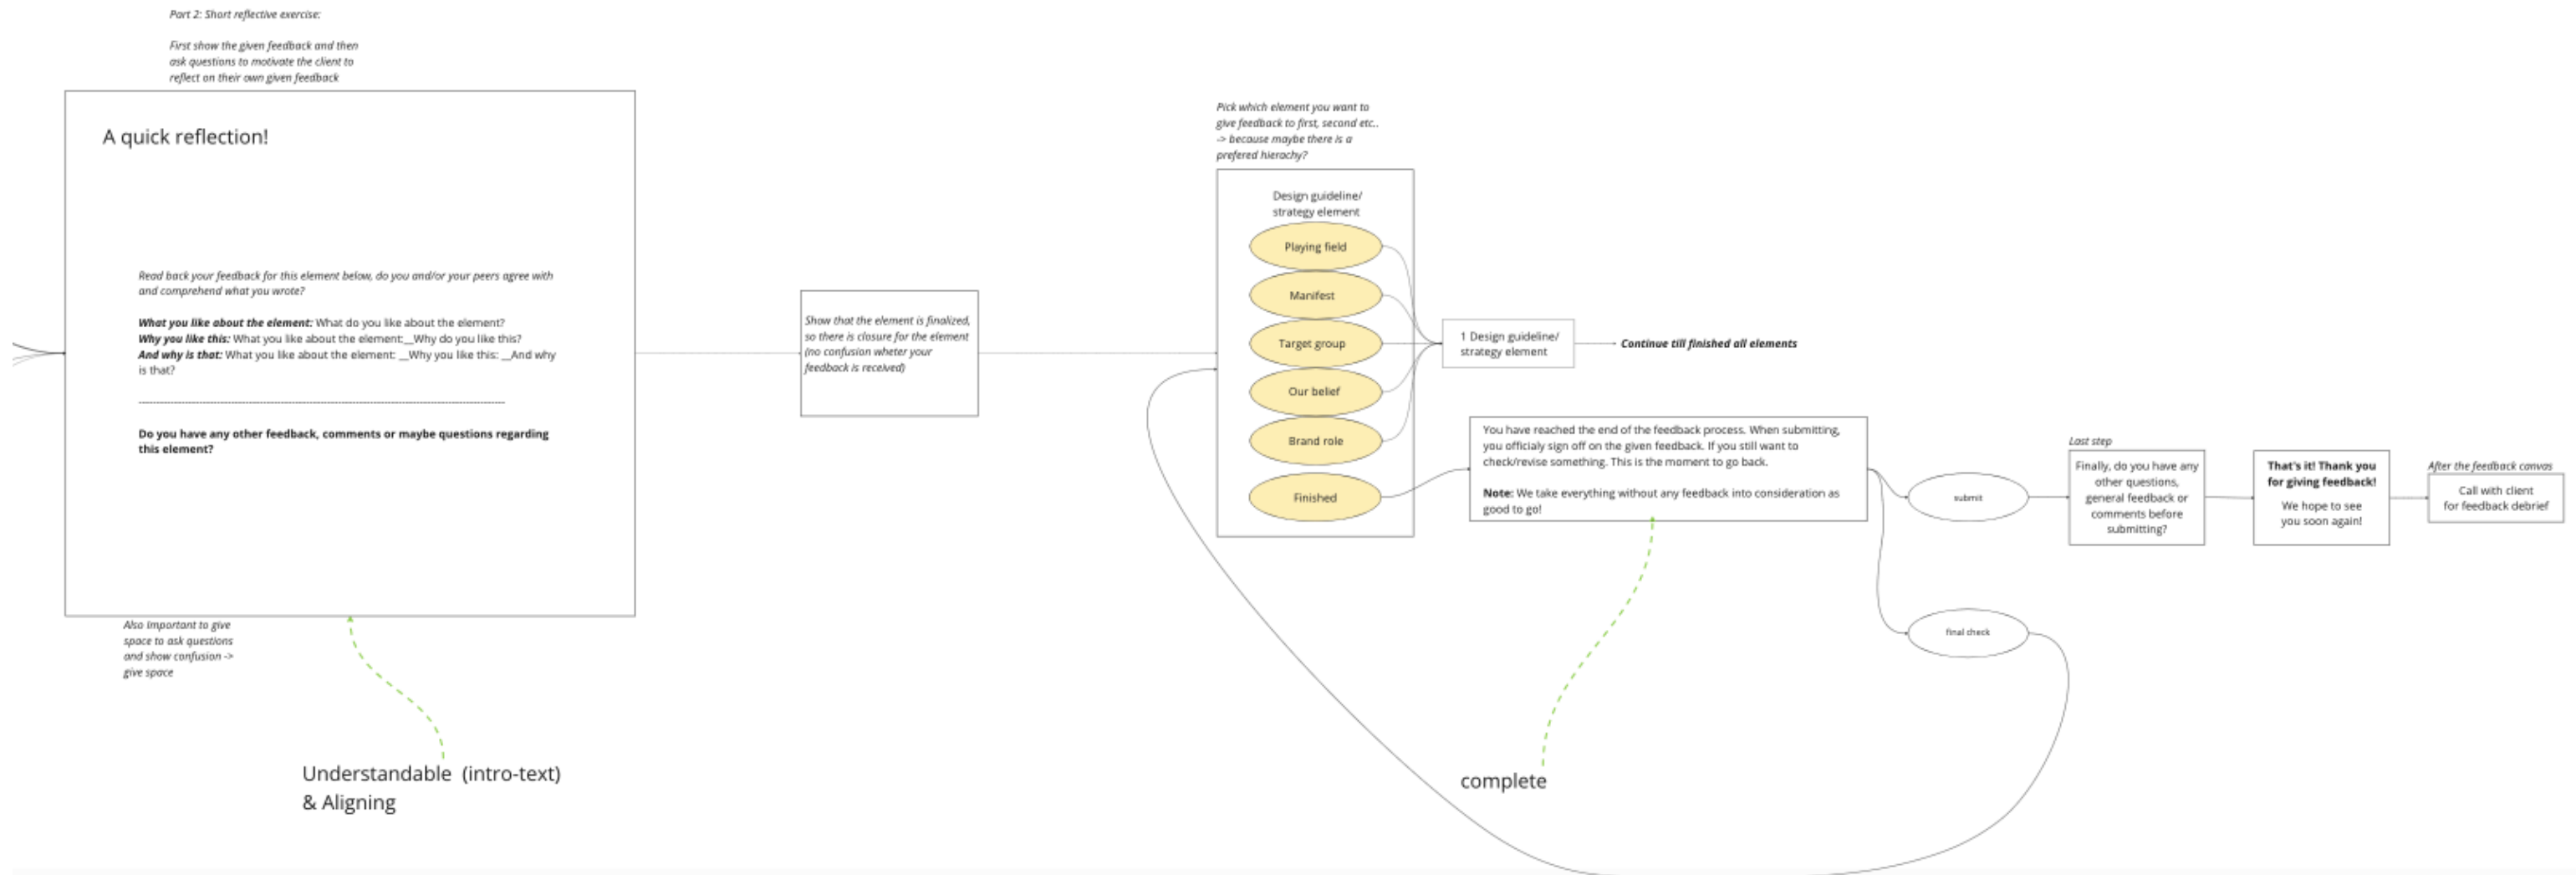 Part 2: Short reflective exercise:
First show the given feedback and then
ask questions to motivate the client to
reflect on their own given feedback
A quick reflection!
Read back your feedback for this element below, do you and/or your peers agree with
and comprehend what you wrote?
What you like about the element: What do you like about the element?
Why you like this: What you like about the element:__Why do you like this?
And why is that: What you like about the element: __Why you like this: __And why
is that?
Do you have any other feedback, comments or maybe questions regarding
this element?
Also important to give
space to ask questions
and show confusion ->
give space
Understandable (intro-text)
& Aligning
Show that the element is finalized,
so there is closure for the element
(no confusion wheter your
feedback is received)
Pick which element you want to
give feedback to first, second etc..
-> because maybe there is a
prefered hierachy?
Design guideline/
strategy element
Playing field
Manifest
Target group
Our belief
Brand role
Finished
1 Design guideline/
strategy element
Continue till finished all elements
You have reached the end of the feedback process. When submitting,
you officialy sign off on the given feedback. If you still want to
check/revise something. This is the moment to go back.
Note: We take everything without any feedback into consideration as
good to go!
complete
submit
final check
Last step
Finally, do you have any
other questions,
general feedback or
comments before
submitting?
That's it! Thank you
for giving feedback!
We hope to see
you soon again!
After the feedback canvas
Call with client
for feedback debrief